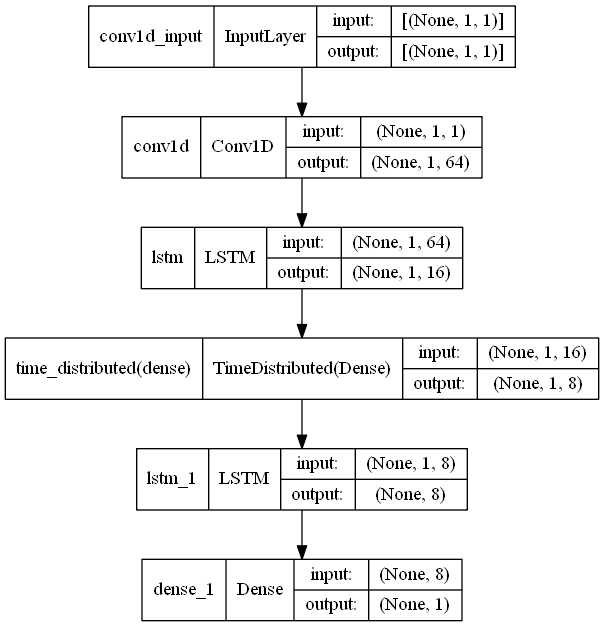 conv1d_input InputLayer input: [(None, 1, 1)]
output: [(None, 1, 1)]
conv1d Conv1D input: (None, 1, 1)
output: (None, 1, 64)
lstm LSTM input: (None, 1, 64)
output: (None, 1, 16)
time_distributed(dense) TimeDistributed(Dense) input: (None, 1, 16)
output: (None, 1, 8)
lstm_1 LSTM input: (None, 1, 8)
output: (None, 8)
dense_1 Dense input: (None, 8)
output: (None, 1)